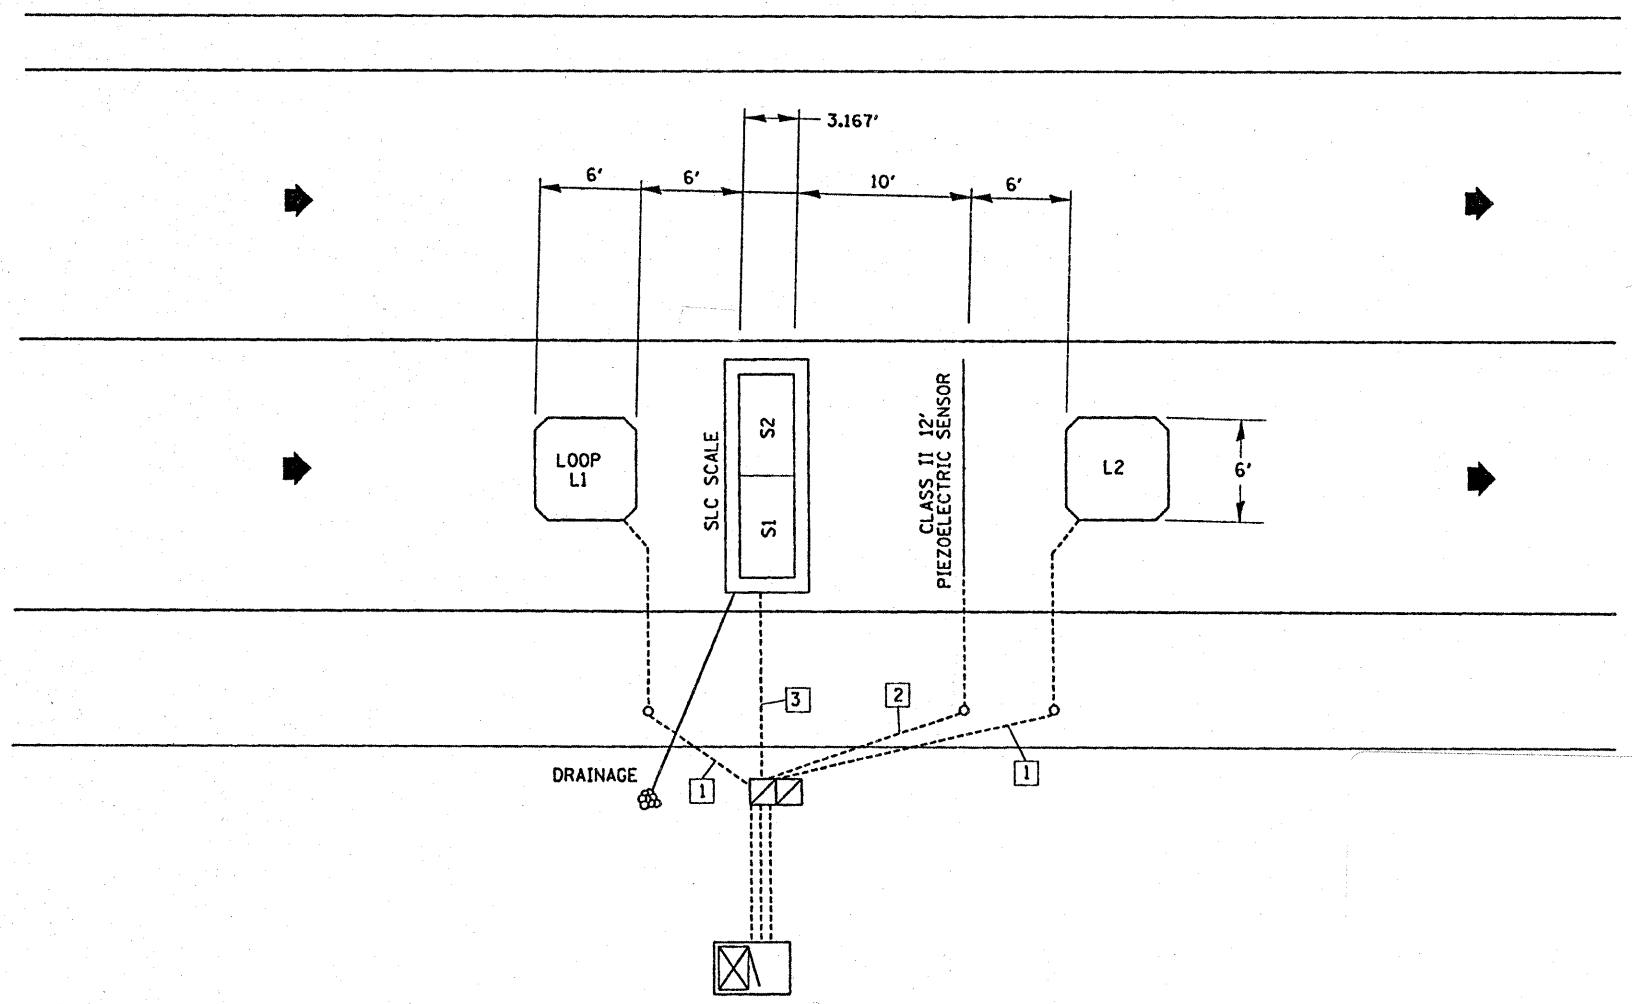 3.167'
6'
6'
10'
6'
LOOP
L1
SLC SCALE
S2
S1
CLASS II 12'
PIEZOELECTRIC SENSOR
L2
6'
3
2
1
1
DRAINAGE